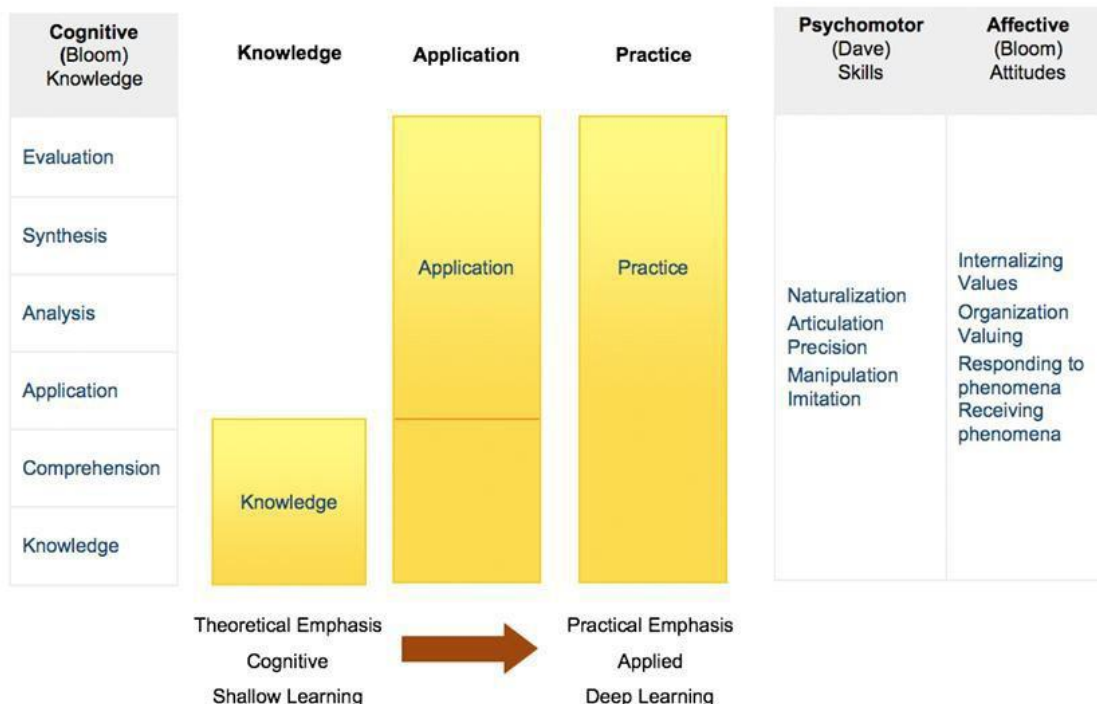 Cognitive
(Bloom)
Knowledge
Knowledge
Application
Practice
Psychomotor
(Dave)
Skills
Affective
(Bloom)
Attitudes
Evaluation
Synthesis
Analysis
Application
Comprehension
Knowledge
Knowledge
Application
Practice
Naturalization
Articulation
Precision
Manipulation
Imitation
Internalizing
Values
Organization
Valuing
Responding to
phenomena
Receiving
phenomena
Theoretical Emphasis
Cognitive
Shallow Learning
Practical Emphasis
Applied
Deep Learning